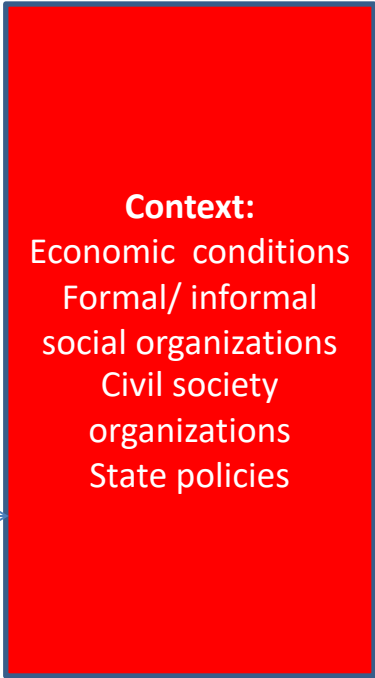 Context:
Economic  conditions
Formal/ informal
social organizations
Civil society
organizations
State policies